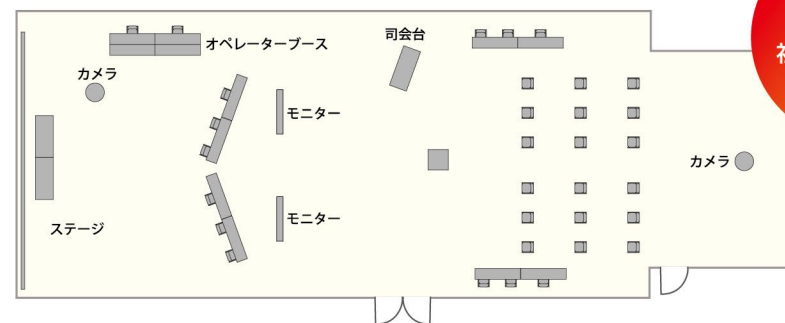 オペレーターブース
司会台
カメラ
モニター
カメラ
モニター
ステージ